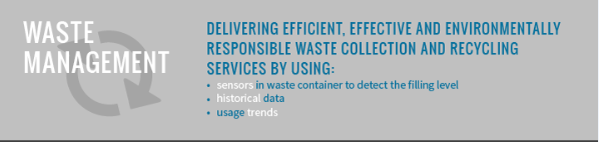 WASTE
MANAGEMENT
DELIVERING EFFICIENT, EFFECTIVE AND ENVIRONMENTALLY
RESPONSIBLE WASTE COLLECTION AND RECYCLING
SERVICES BY USING:
• sensors in waste container to detect the filling level
• historical data
• usage trends